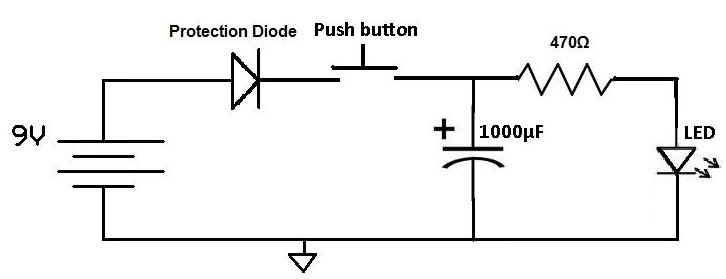 Protection Diode
Push button
470Ω
9V
+
1000µF
LED